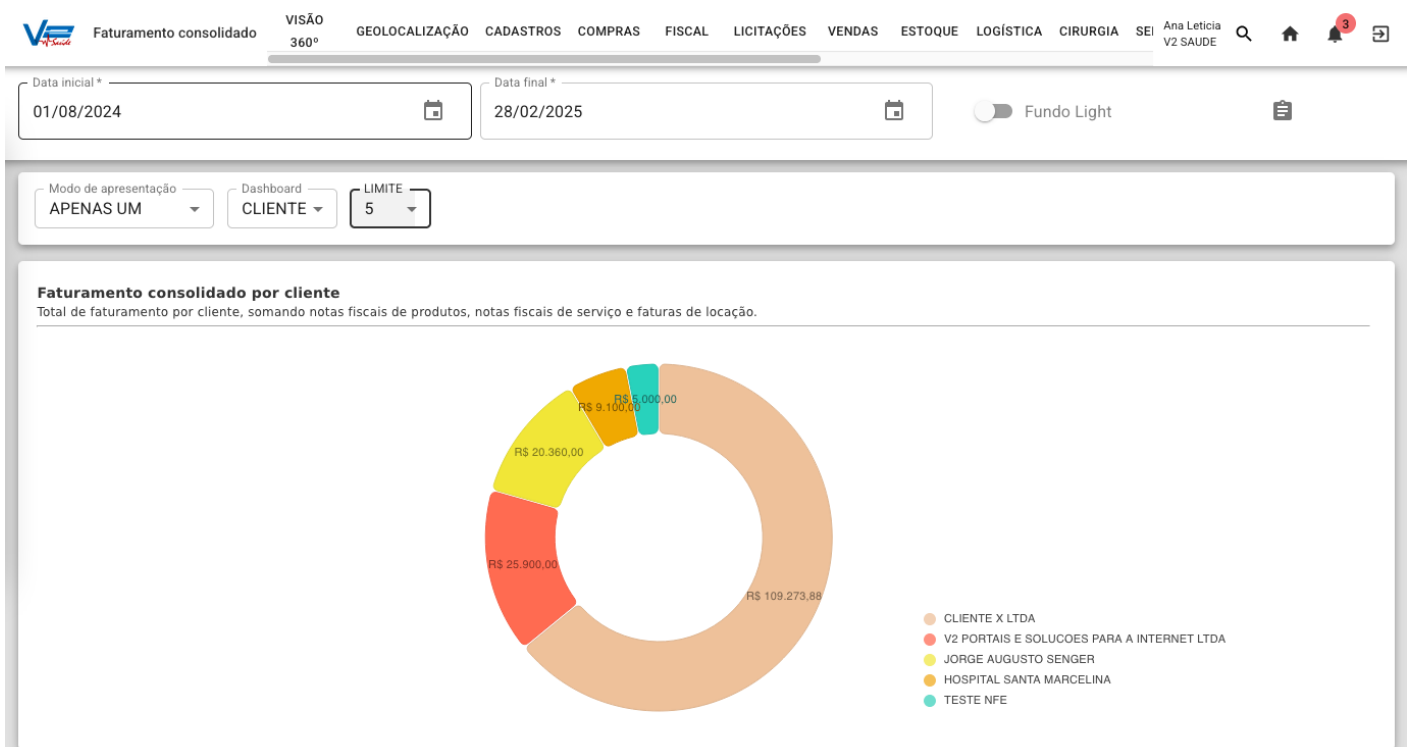 V2 Saúde
Faturamento consolidado
VISÃO
360º
GEOLOCALIZAÇÃO CADASTROS COMPRAS FISCAL LICITAÇÕES VENDAS ESTOQUE LOGÍSTICA CIRURGIA
Ana Leticia
V2 SAUDE
3
Data inicial *
01/08/2024
Data final *
28/02/2025
Fundo Light
Modo de apresentação
APENAS UM
Dashboard
CLIENTE
LIMITE
5
Faturamento consolidado por cliente
Total de faturamento por cliente, somando notas fiscais de produtos, notas fiscais de serviço e faturas de locação.
R$ 5.000,00
R$ 9.100,00
R$ 20.360,00
R$ 25.900,00
R$ 109.273,88
CLIENTE X LTDA
V2 PORTAIS E SOLUCOES PARA A INTERNET LTDA
JORGE AUGUSTO SENGER
HOSPITAL SANTA MARCELINA
TESTE NFE